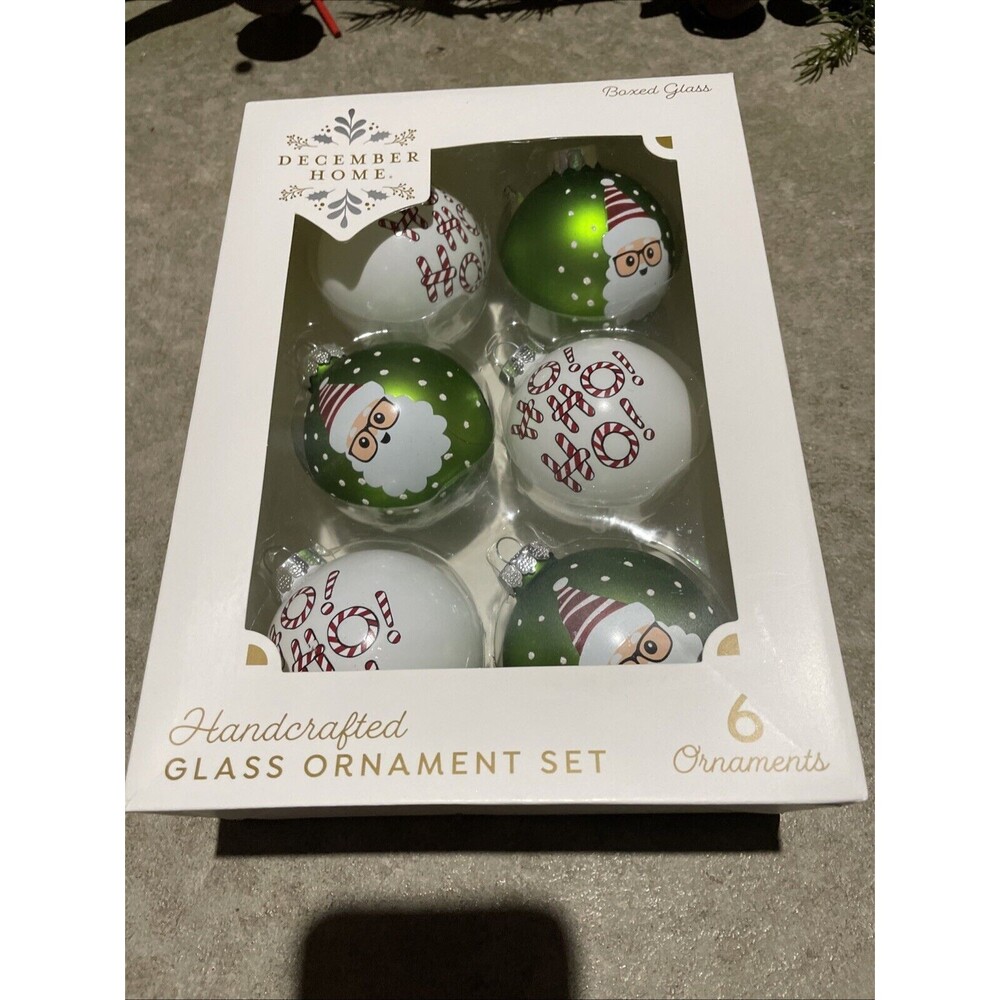 Boxed Glass
DECEMBER
HOME®
HO
HO
O!
HO!
HO!
O!
HO!
Handcrafted
GLASS ORNAMENT SET
6
Ornaments